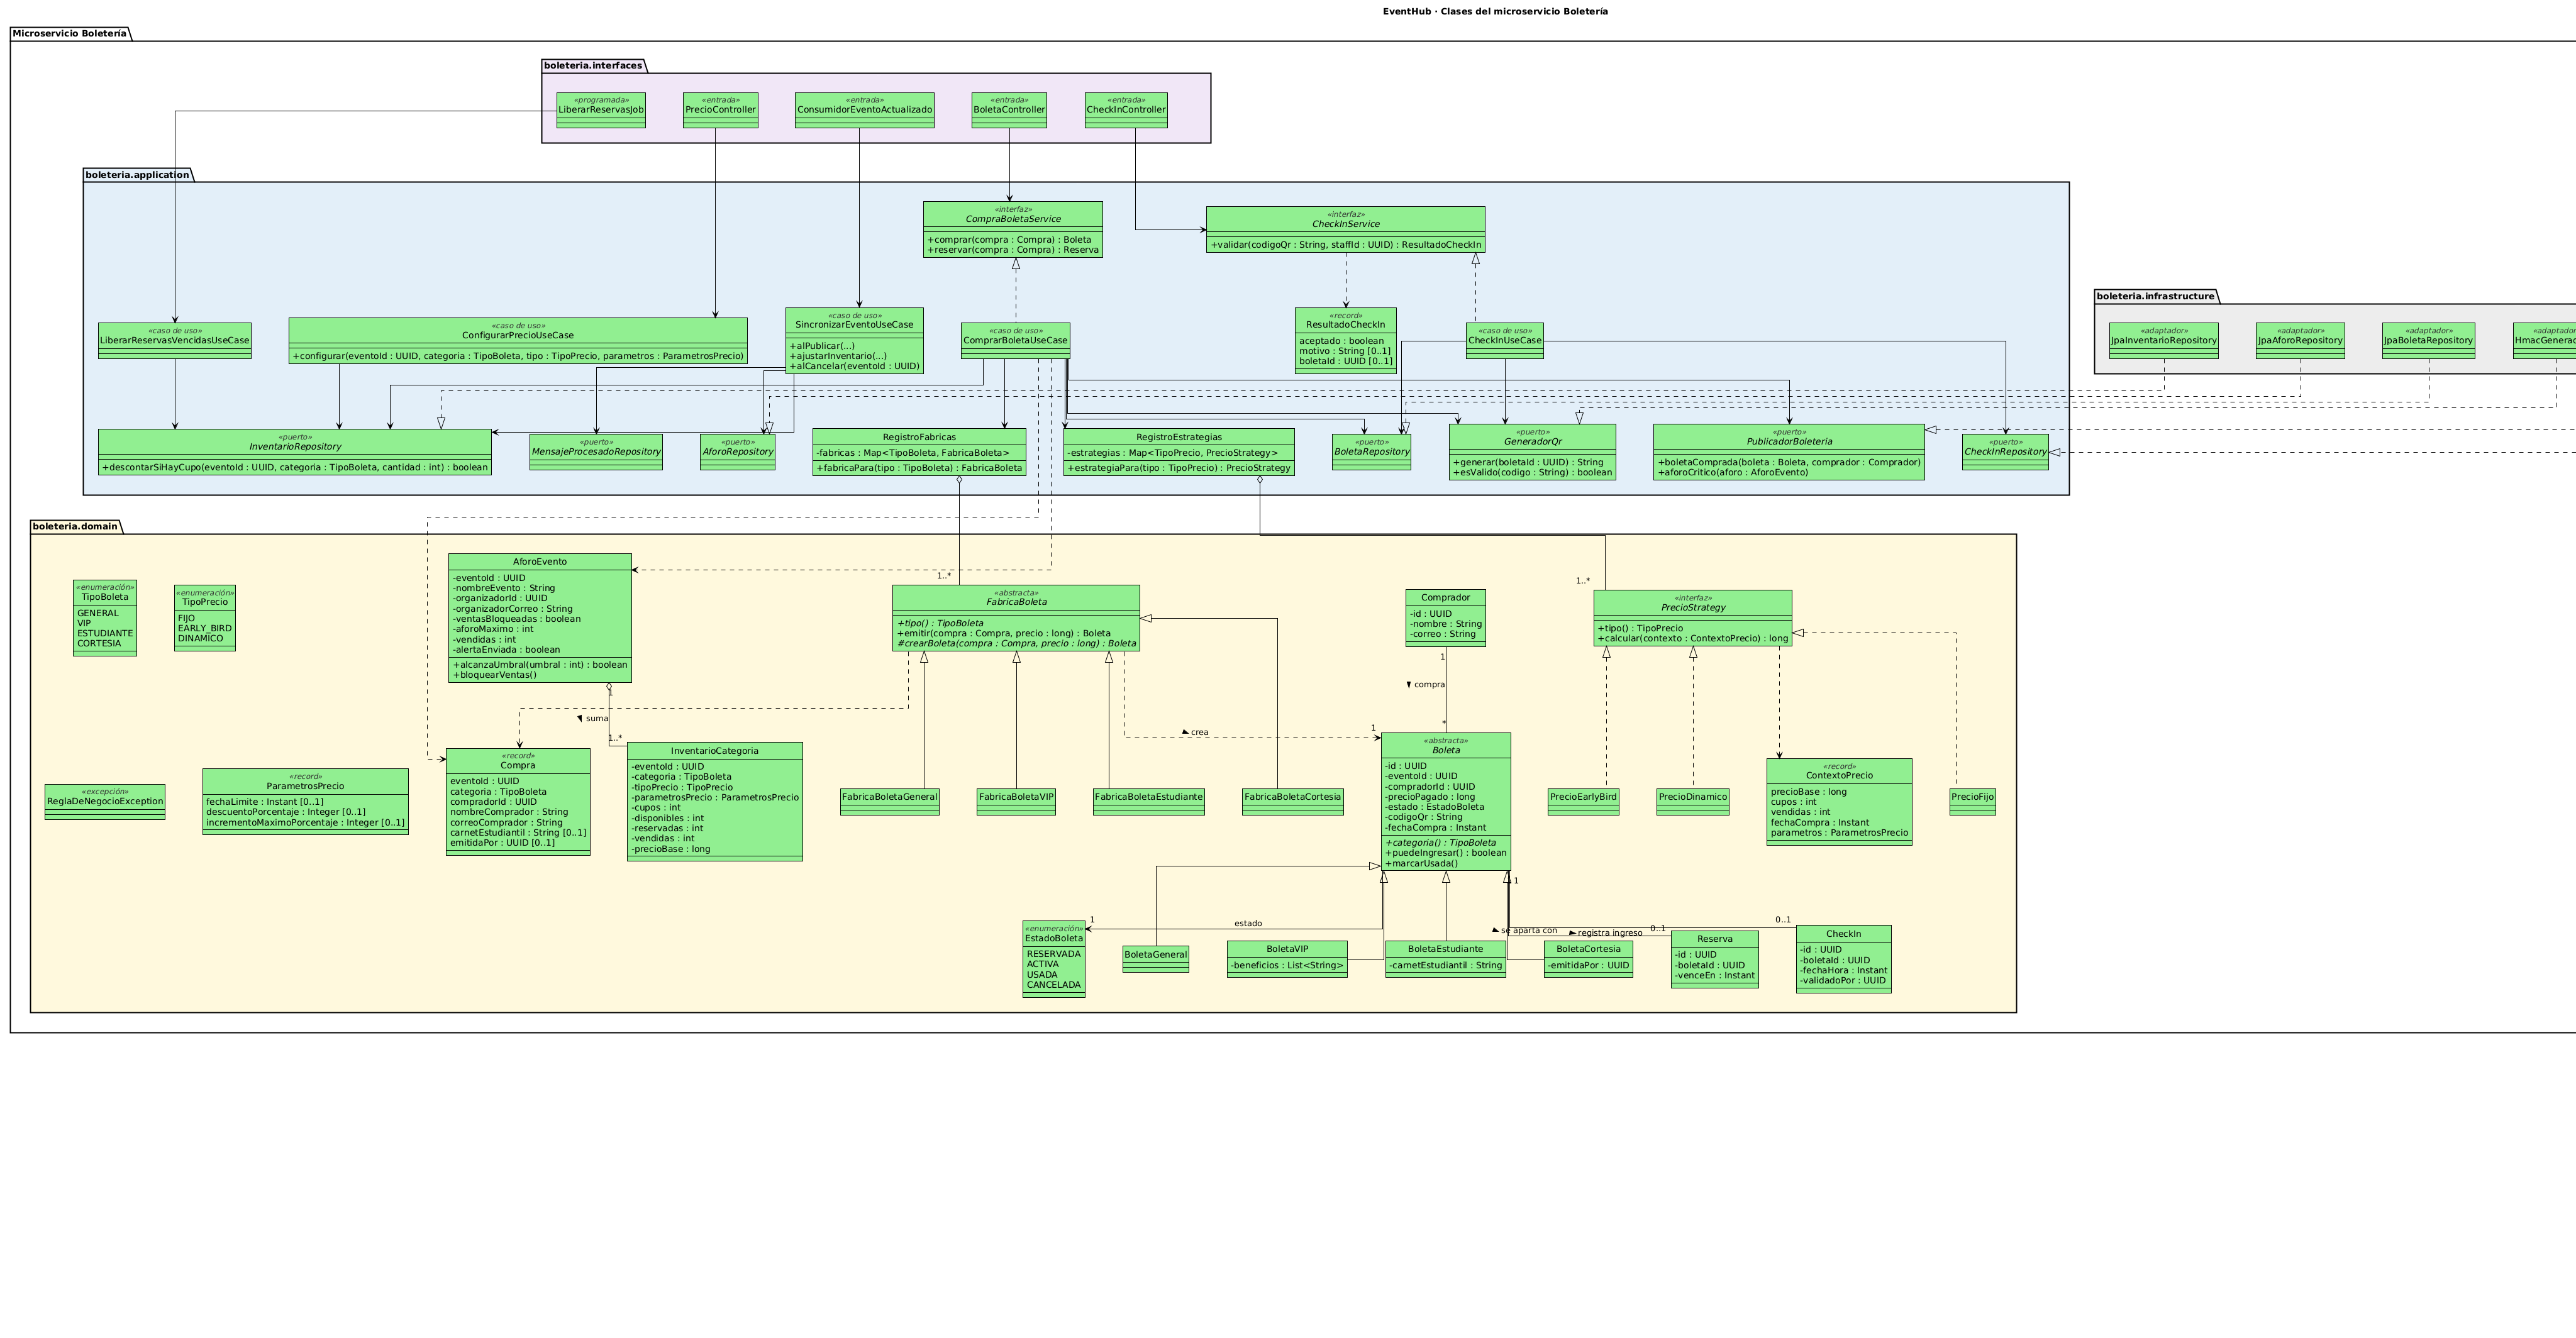 EventHub · Clases del microservicio Boletería
Microservicio Boletería
boleteria.interfaces
«programada»
LiberarReservasJob
«entrada»
PrecioController
«entrada»
ConsumidorEventoActualizado
«entrada»
BoletaController
«entrada»
CheckInController
boleteria.application
«interfaz»
CompraBoletaService
+comprar(compra : Compra) : Boleta
+reservar(compra : Compra) : Reserva
«interfaz»
CheckInService
+validar(codigoQr : String, staffId : UUID) : ResultadoCheckIn
«caso de uso»
LiberarReservasVencidasUseCase
«caso de uso»
ConfigurarPrecioUseCase
+configurar(eventoId : UUID, categoria : TipoBoleta, tipo : TipoPrecio, parametros : ParametrosPrecio)
«caso de uso»
SincronizarEventoUseCase
+alPublicar(...)
+ajustarInventario(...)
+alCancelar(eventoId : UUID)
«caso de uso»
ComprarBoletaUseCase
«record»
ResultadoCheckIn
aceptado : boolean
motivo : String [0..1]
boletaId : UUID [0..1]
«caso de uso»
CheckInUseCase
boleteria.infrastructure
«adaptador»
JpaInventarioRepository
«adaptador»
JpaAforoRepository
«adaptador»
JpaBoletaRepository
«puerto»
InventarioRepository
+descontarSiHayCupo(eventoId : UUID, categoria : TipoBoleta, cantidad : int) : boolean
«puerto»
MensajeProcesadoRepository
«puerto»
AforoRepository
RegistroFabricas
-fabricas : Map<TipoBoleta, FabricaBoleta>
+fabricaPara(tipo : TipoBoleta) : FabricaBoleta
RegistroEstrategias
-estrategias : Map<TipoPrecio, PrecioStrategy>
+estrategiaPara(tipo : TipoPrecio) : PrecioStrategy
«puerto»
BoletaRepository
«puerto»
GeneradorQr
+generar(boletaId : UUID) : String
+esValido(codigo : String) : boolean
«puerto»
PublicadorBoleteria
+boletaComprada(boleta : Boleta, comprador : Comprador)
+aforoCritico(aforo : AforoEvento)
«puerto»
CheckInRepository
boleteria.domain
«enumeración»
TipoBoleta
GENERAL
VIP
ESTUDIANTE
CORTESIA
«enumeración»
TipoPrecio
FIJO
EARLY_BIRD
DINAMICO
AforoEvento
-eventoId : UUID
-nombreEvento : String
-organizadorId : UUID
-organizadorCorreo : String
-ventasBloqueadas : boolean
-aforoMaximo : int
-vendidas : int
-alertaEnviada : boolean
+alcanzaUmbral(umbral : int) : boolean
+bloquearVentas()
1..*
«abstracta»
FabricaBoleta
+tipo() : TipoBoleta
+emitir(compra : Compra, precio : long) : Boleta
#crearBoleta(compra : Compra, precio : long) : Boleta
Comprador
-id : UUID
-nombre : String
-correo : String
1..*
«interfaz»
PrecioStrategy
+tipo() : TipoPrecio
+calcular(contexto : ContextoPrecio) : long
1
suma
1..*
1
compra
*
crea
1
«excepción»
ReglaDeNegocioException
«record»
ParametrosPrecio
fechaLimite : Instant [0..1]
descuentoPorcentaje : Integer [0..1]
incrementoMaximoPorcentaje : Integer [0..1]
«record»
Compra
eventoId : UUID
categoria : TipoBoleta
compradorId : UUID
nombreComprador : String
correoComprador : String
carnetEstudiantil : String [0..1]
emitidaPor : UUID [0..1]
InventarioCategoria
-eventoId : UUID
-categoria : TipoBoleta
-tipoPrecio : TipoPrecio
-parametrosPrecio : ParametrosPrecio
-cupos : int
-disponibles : int
-reservadas : int
-vendidas : int
-precioBase : long
FabricaBoletaGeneral
FabricaBoletaVIP
FabricaBoletaEstudiante
FabricaBoletaCortesia
«abstracta»
Boleta
-id : UUID
-eventoId : UUID
-compradorId : UUID
-precioPagado : long
-estado : EstadoBoleta
-codigoQr : String
-fechaCompra : Instant
+categoria() : TipoBoleta
+puedeIngresar() : boolean
+marcarUsada()
PrecioEarlyBird
PrecioDinamico
«record»
ContextoPrecio
precioBase : long
cupos : int
vendidas : int
fechaCompra : Instant
parametros : ParametrosPrecio
PrecioFijo
1
1
estado
1
se aparta con
registra ingreso
0..1
0..1
«enumeración»
EstadoBoleta
RESERVADA
ACTIVA
USADA
CANCELADA
BoletaGeneral
BoletaVIP
-beneficios : List<String>
BoletaEstudiante
-carnetEstudiantil : String
BoletaCortesia
-emitidaPor : UUID
Reserva
-id : UUID
-boletaId : UUID
-venceEn : Instant
CheckIn
-id : UUID
-boletaId : UUID
-fechaHora : Instant
-validadoPor : UUID